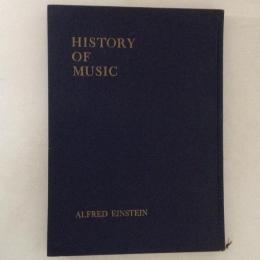 HISTORY
OF
MUSIC
ALFRED EINSTEIN